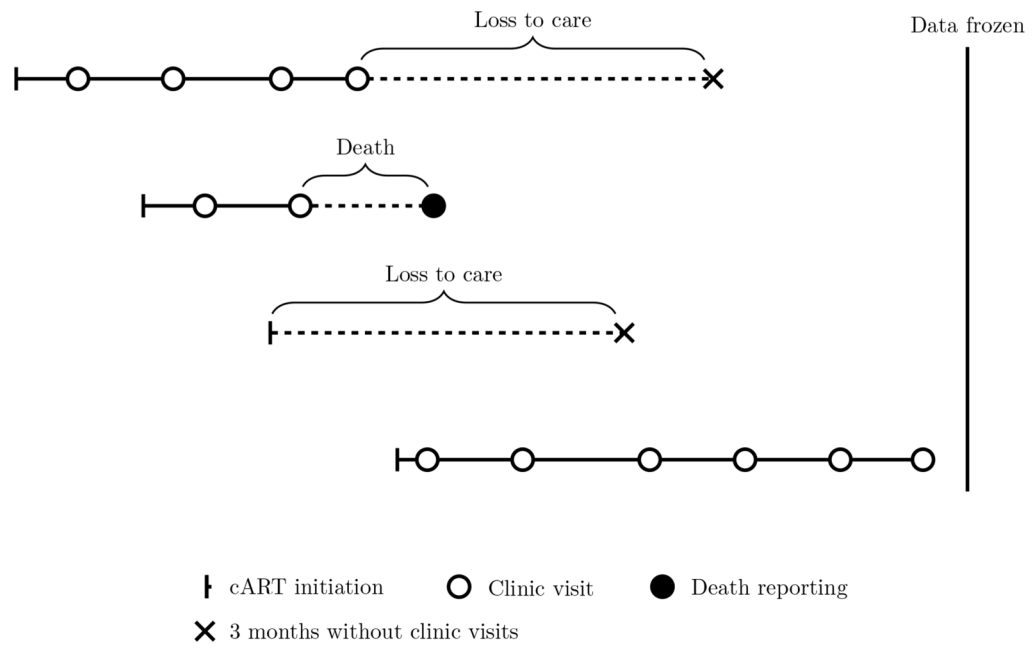 Loss to care
Data frozen
Death
Loss to care
cART initiation
Clinic visit
Death reporting
3 months without clinic visits